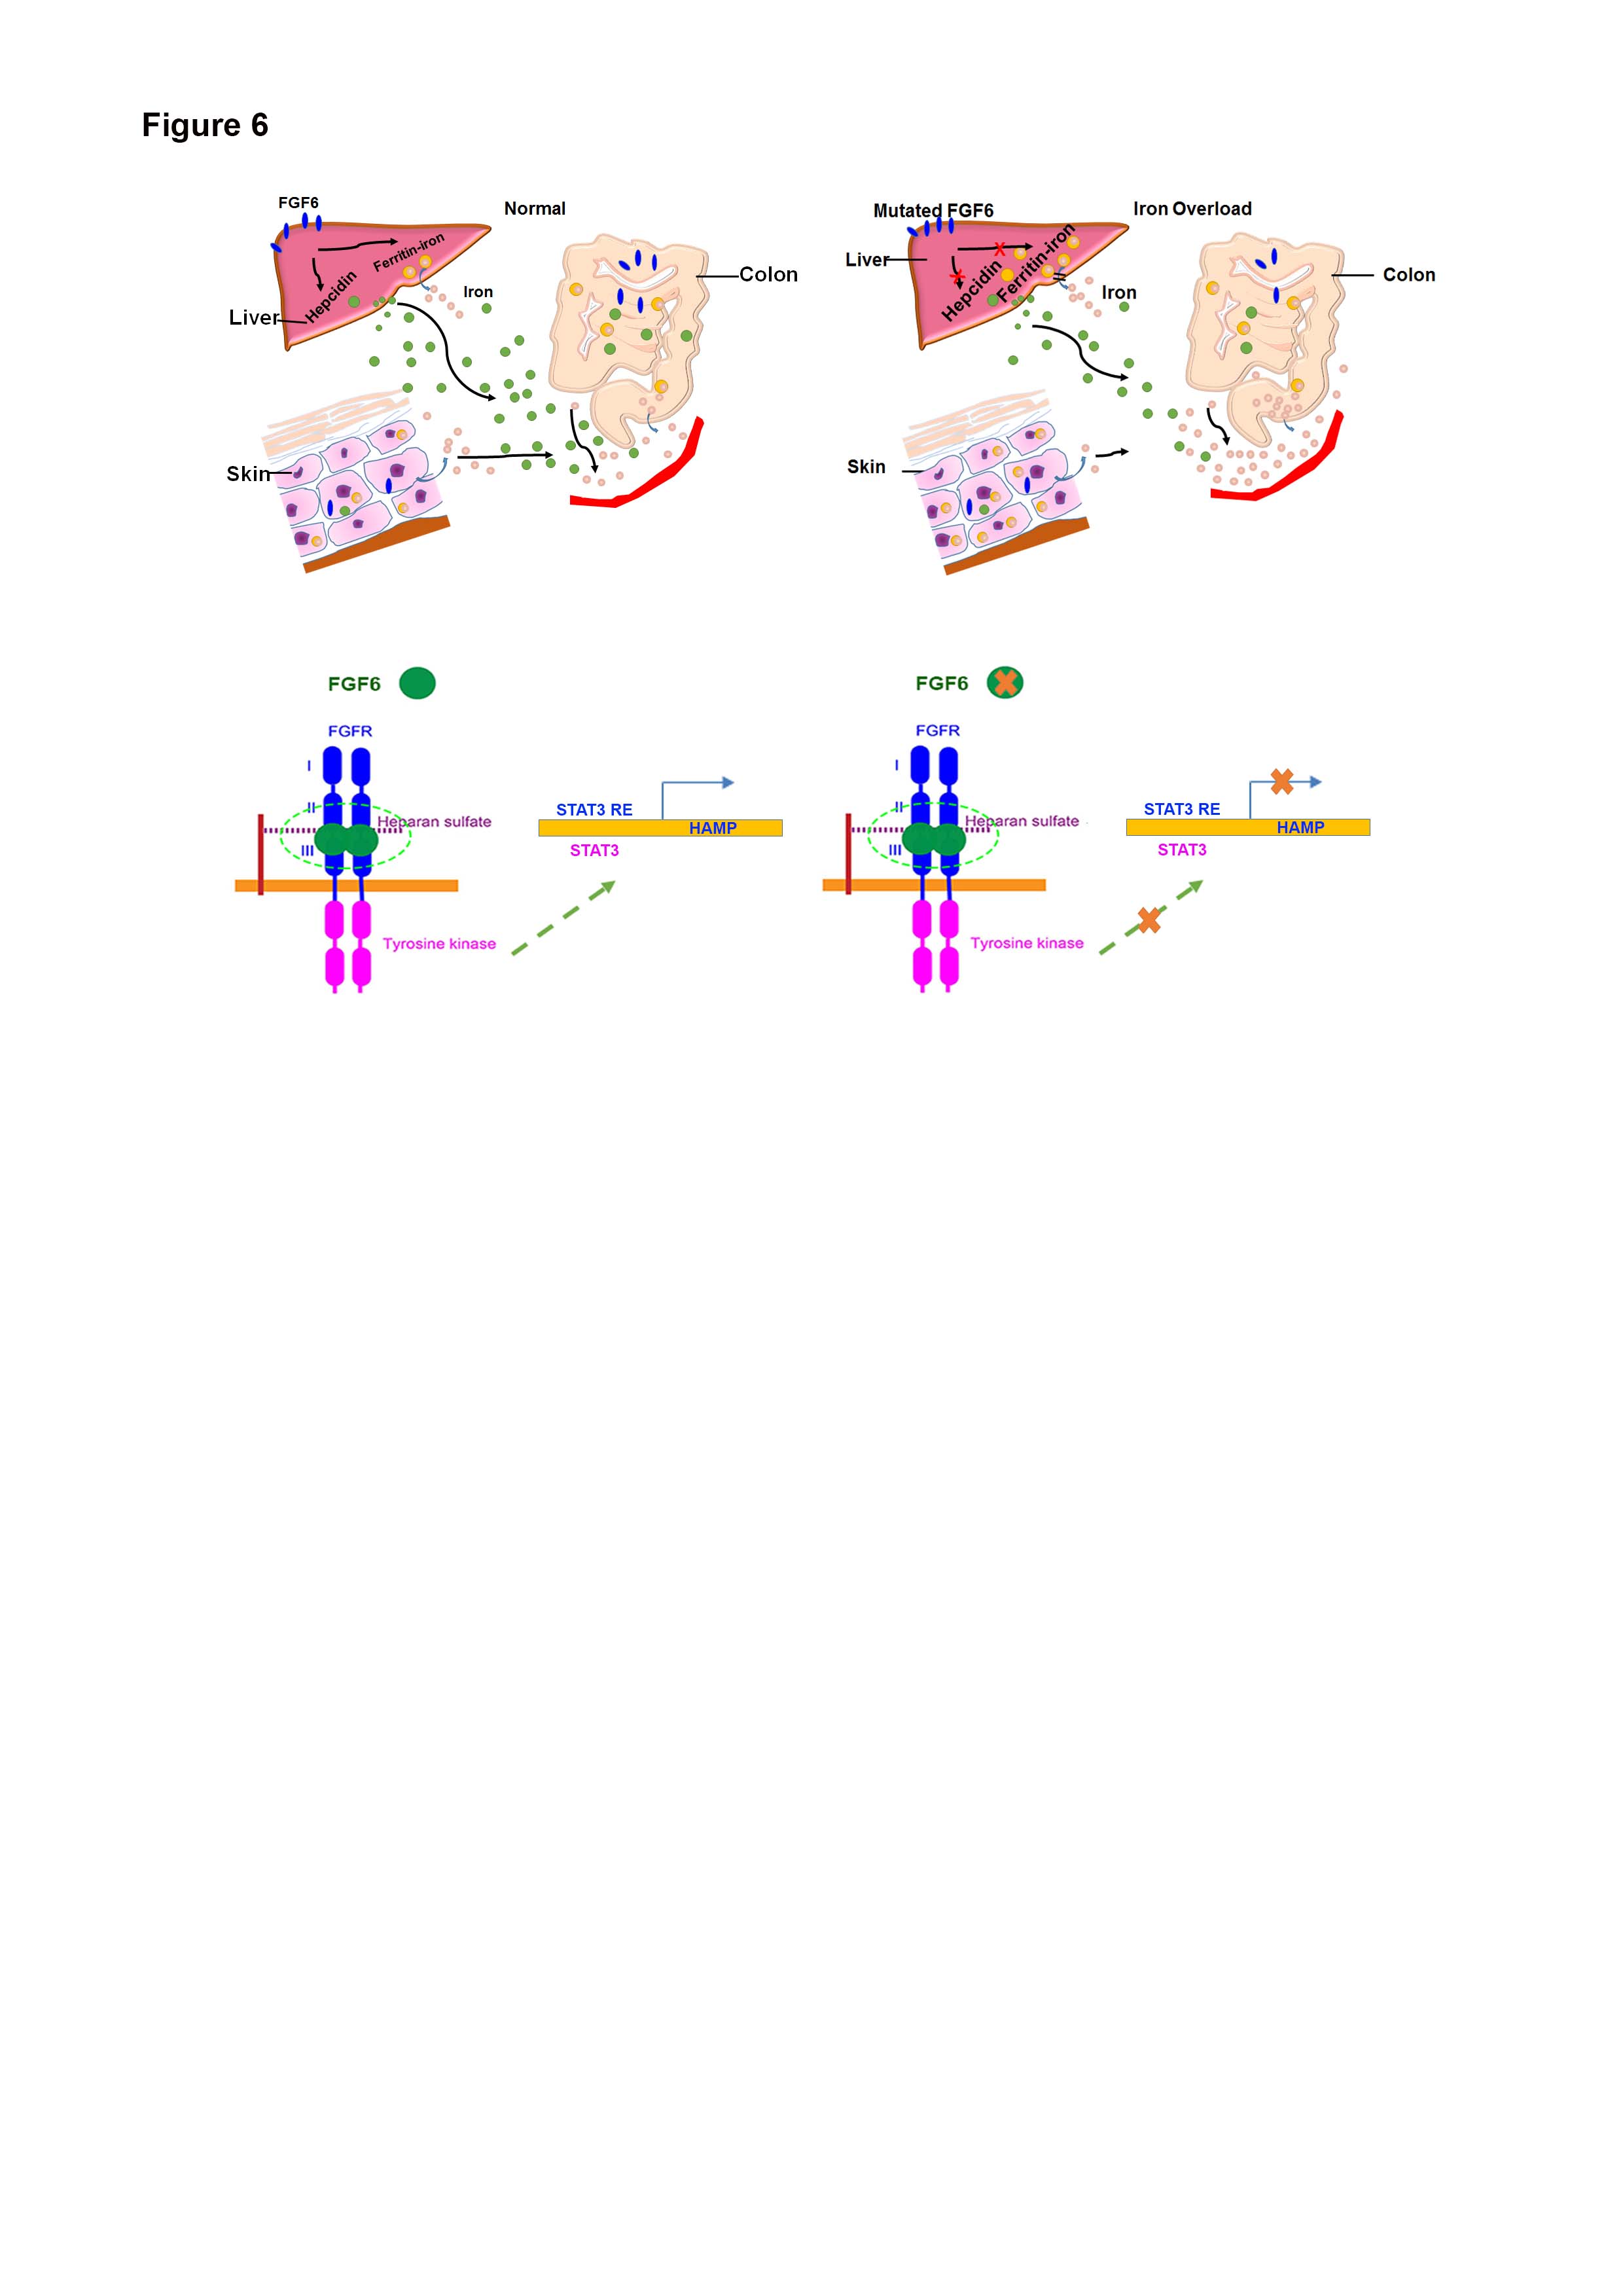 Figure 6
FGF6
Normal
Ferritin-iron
Hepcidin
Iron
Liver
Colon
Skin
Mutated FGF6
Iron Overload
Liver
Ferritin-iron
Hepcidin
Iron
Colon
Skin
FGF6
FGFR
I
II
Heparan sulfate
III
STAT3 RE
HAMP
STAT3
Tyrosine kinase
FGF6
FGFR
I
II
Heparan sulfate
III
STAT3 RE
HAMP
STAT3
Tyrosine kinase